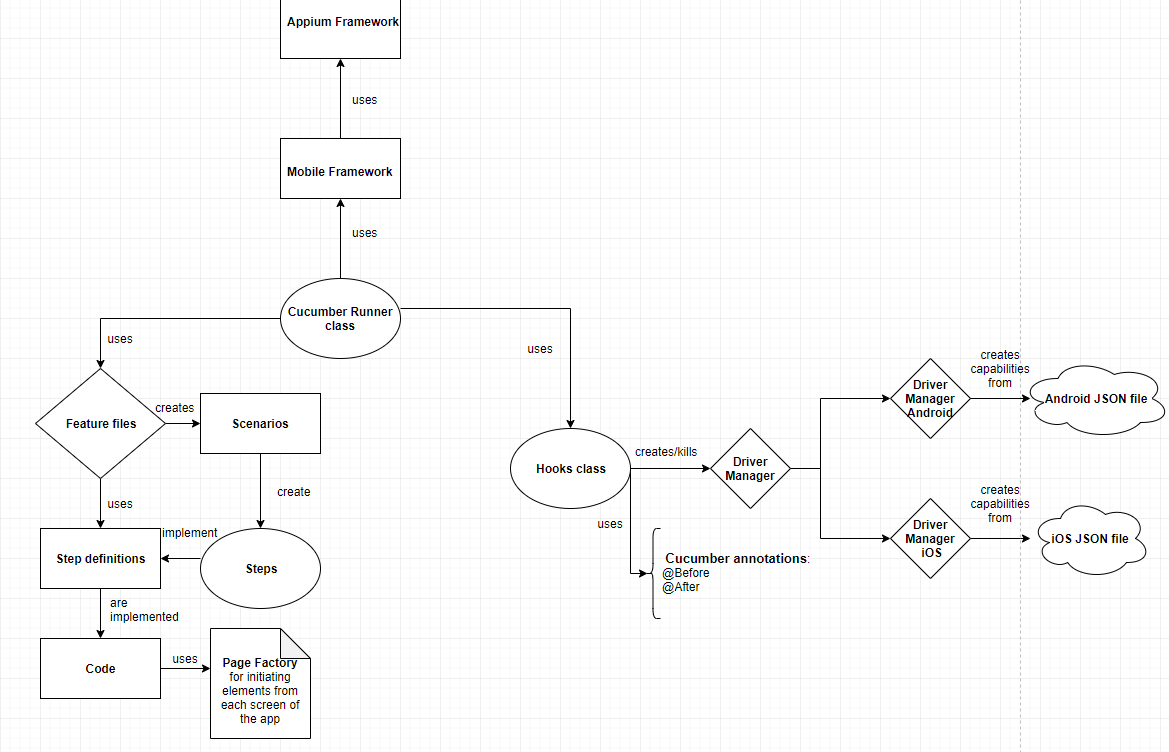 Appium Framework
uses
Mobile Framework
uses
Cucumber Runner
class
uses
uses
Feature files
creates
Scenarios
uses
create
Step definitions
implement
Steps
are
implemented
Code
uses
Page Factory
for initiating
elements from
each screen of
the app
Hooks class
creates/kills
Driver
Manager
uses
Cucumber annotations:
@Before
@After
Driver
Manager
Android
creates
capabilities
from
Android JSON file
Driver
Manager
iOS
creates
capabilities
from
iOS JSON file